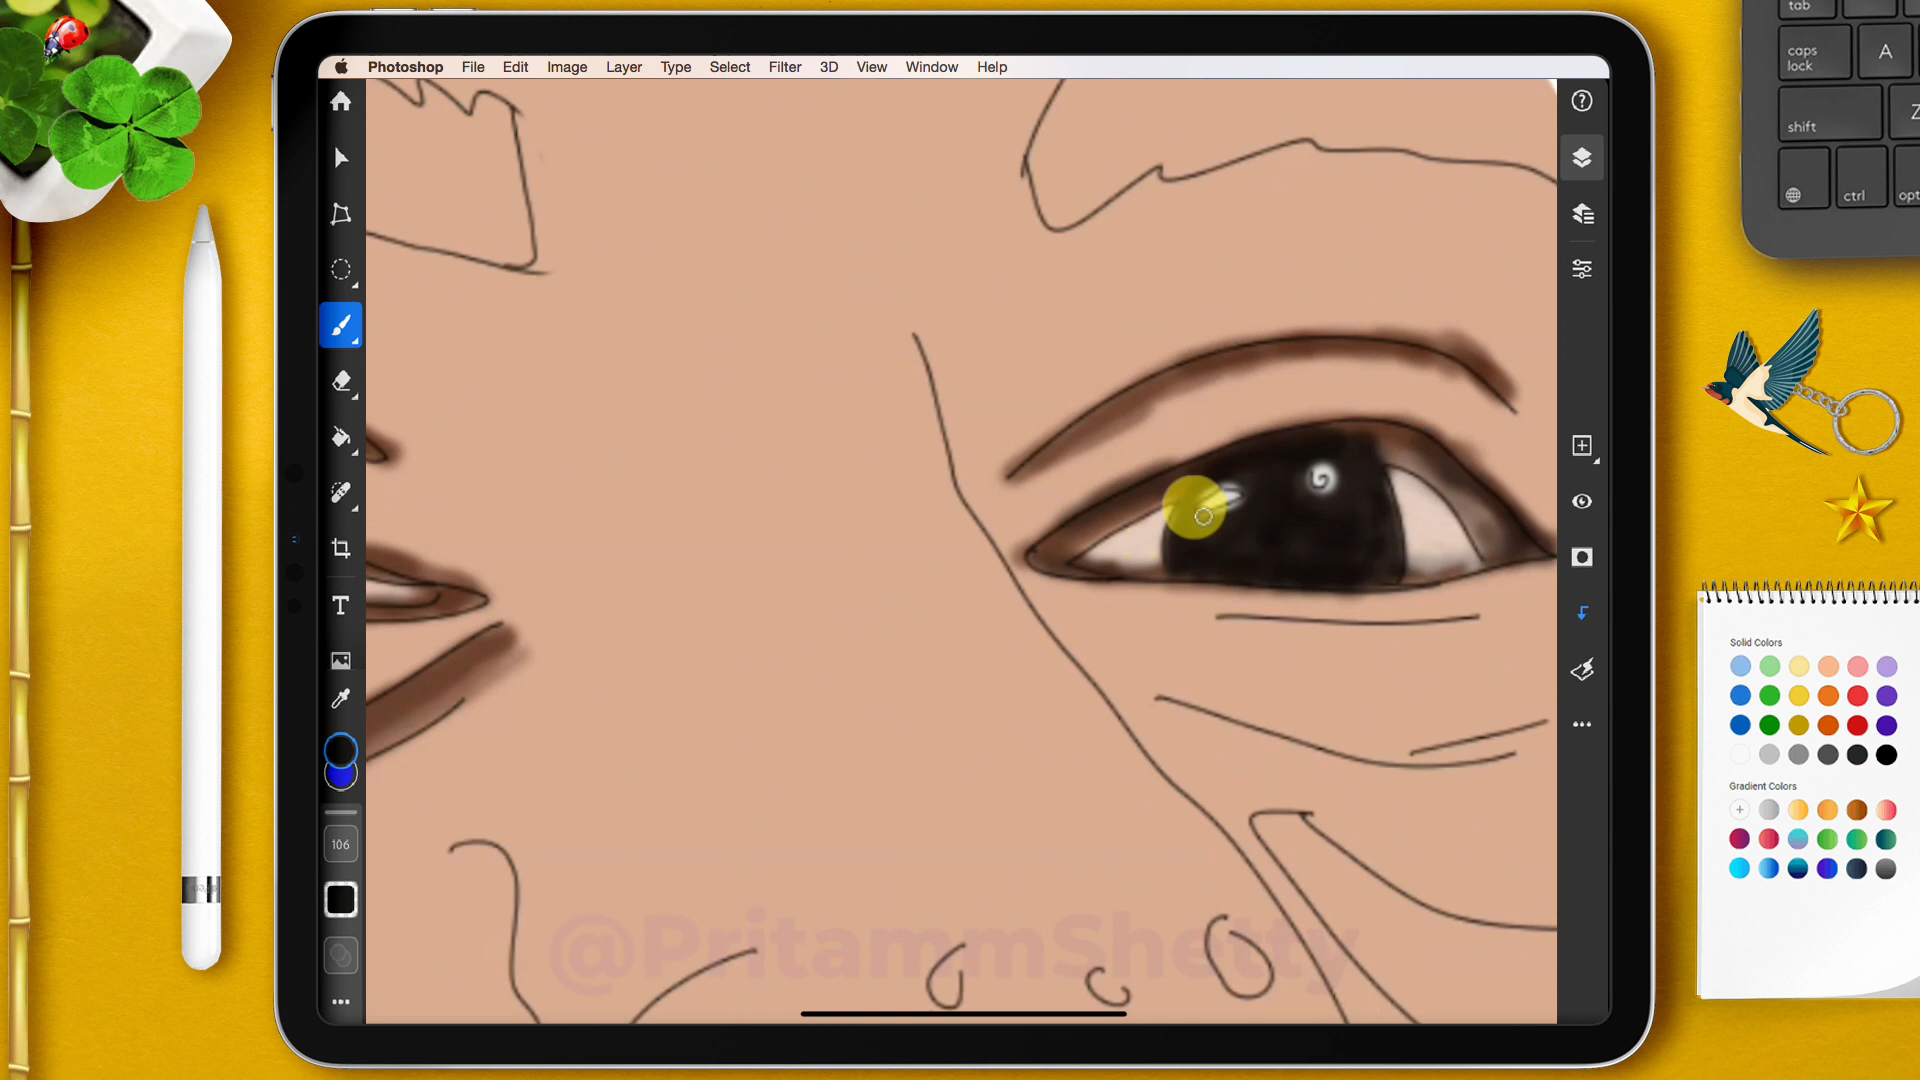 Photoshop File Edit Image Layer Type Select Filter 3D View Window Help
T
106
@PritammShetty
tab
caps lock
A
shift
Z
ctrl
opt
Solid Colors
Gradient Colors